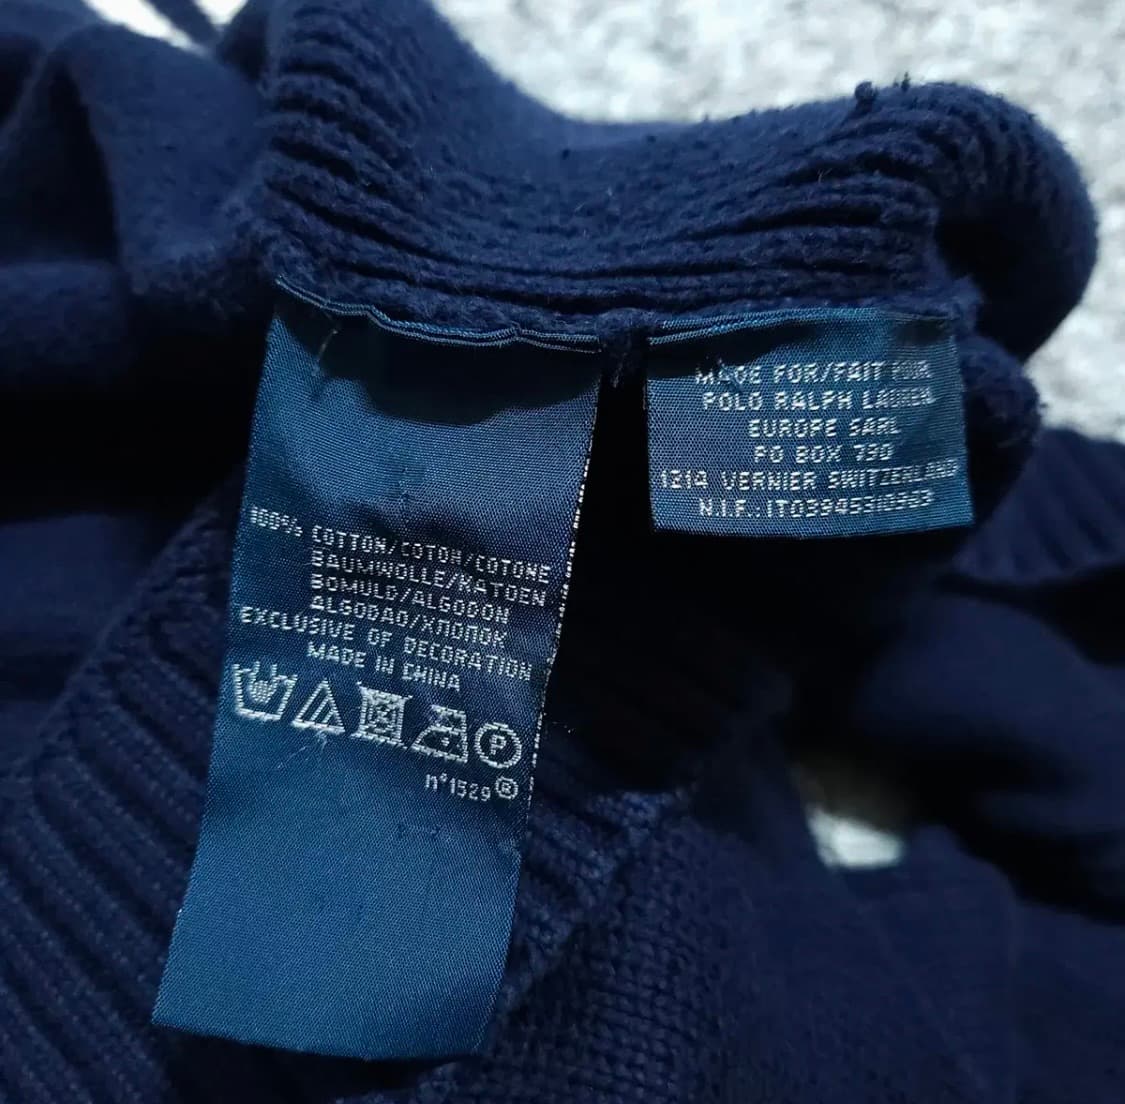 100% COTTON/COTON/COTONE
BAUMWOLLE/KATOEN
BOMULD/ALGODON
ALGODAO/ХЛОПОК
EXCLUSIVE OF DECORATION
MADE IN CHINA
P
n°1529®
MADE FOR/FAIT POUR
POLO RALPH LAUREN
EUROPE SARL
PO BOX 790
1214 VERNIER SWITZERLAND
N.I.F.: